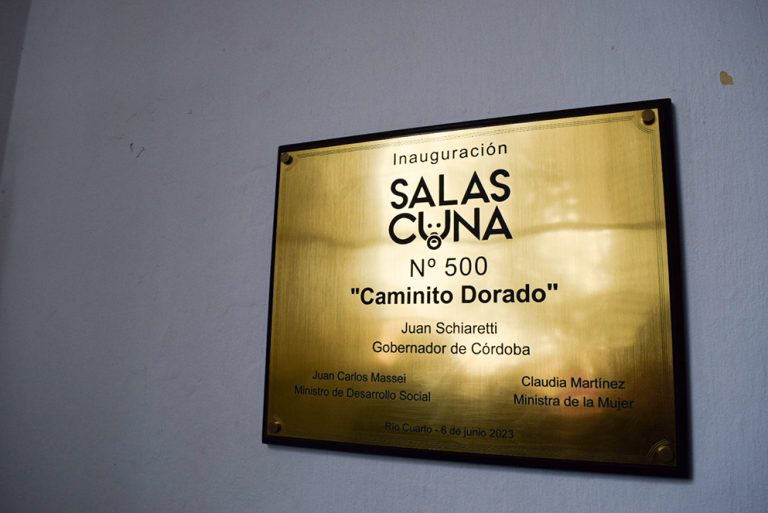 Inauguración
SALAS
CUNA
Nº 500
"Caminito Dorado"
Juan Schiaretti
Gobernador de Córdoba
Juan Carlos Massei
Ministro de Desarrollo Social
Claudia Martínez
Ministra de la Mujer
Río Cuarto - 6 de junio 2023